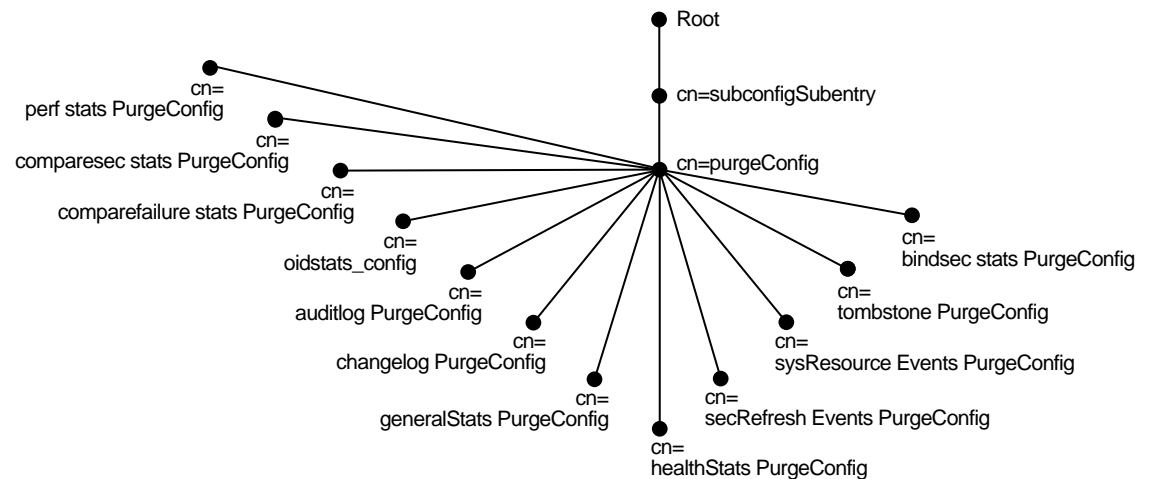 Root
cn=subconfigSubentry
cn=purgeConfig
cn=
perf stats PurgeConfig
cn=
comparesec stats PurgeConfig
cn=
comparefailure stats PurgeConfig
cn=
oidstats_config
cn=
auditlog PurgeConfig
cn=
changelog PurgeConfig
cn=
generalStats PurgeConfig
cn=
healthStats PurgeConfig
cn=
secRefresh Events PurgeConfig
cn=
sysResource Events PurgeConfig
cn=
tombstone PurgeConfig
cn=
bindsec stats PurgeConfig